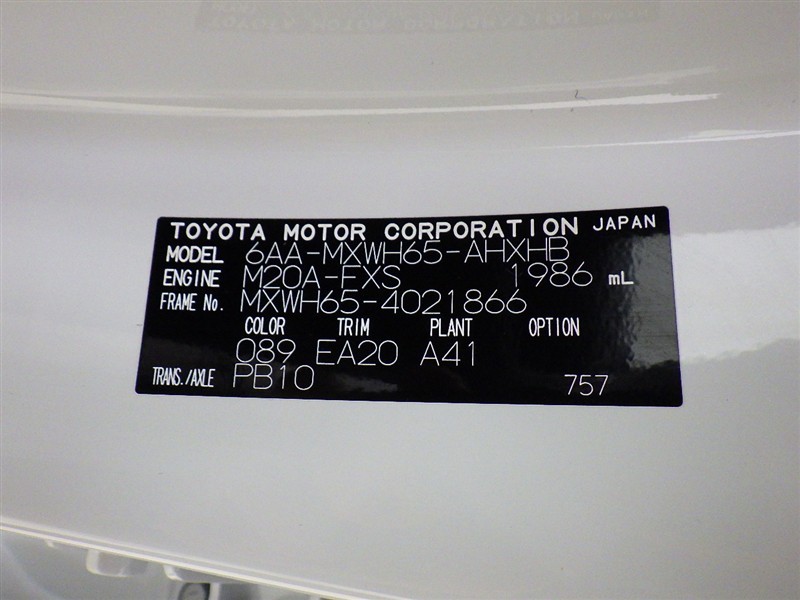 TOYOTA MOTOR CORPORATION JAPAN
MODEL 6AA-MXWH65-AHXHB
ENGINE M20A-FXS 1986 mL
FRAME No. MXWH65-4021866
COLOR TRIM PLANT OPTION
089 EA20 A41
TRANS./AXLE PB10 757